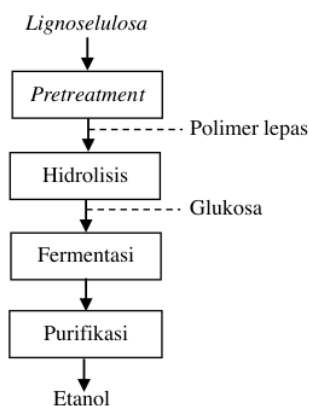 Lignoselulosa
Pretreatment
Polimer lepas
Hidrolisis
Glukosa
Fermentasi
Purifikasi
Etanol